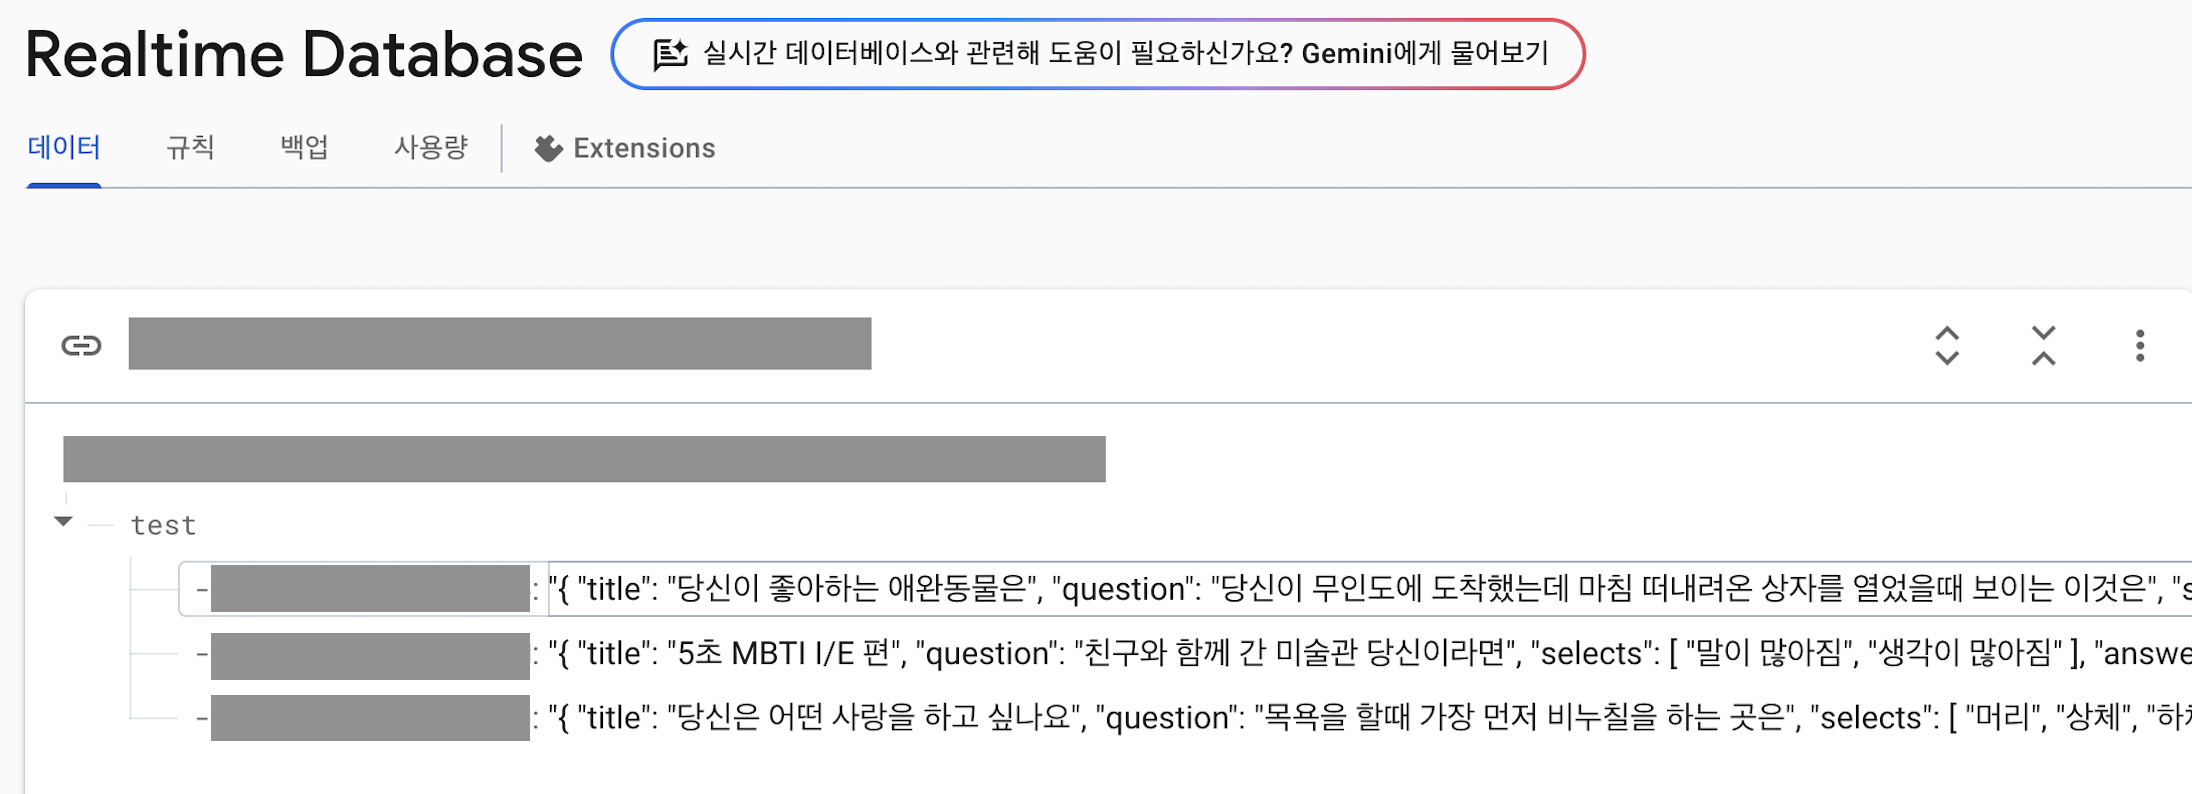 Realtime Database
실시간 데이터베이스와 관련해 도움이 필요하신가요? Gemini에게 물어보기
데이터 규칙 백업 사용량 Extensions
test
- : "{ "title": "당신이 좋아하는 애완동물은", "question": "당신이 무인도에 도착했는데 마침 떠내려온 상자를 열었을때 보이는 이것은", "s
- : "{ "title": "5초 MBTI I/E 편", "question": "친구와 함께 간 미술관 당신이라면", "selects": [ "말이 많아짐", "생각이 많아짐" ], "answe
- : "{ "title": "당신은 어떤 사랑을 하고 싶나요", "question": "목욕을 할때 가장 먼저 비누칠을 하는 곳은", "selects": [ "머리", "상체", "하